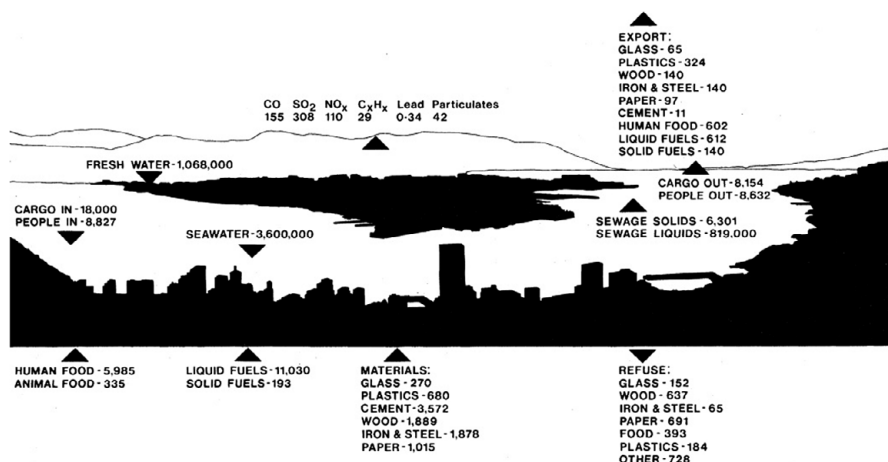 EXPORT:
GLASS - 65
PLASTICS - 324
WOOD - 140
IRON & STEEL - 140
PAPER - 97
CEMENT - 11
HUMAN FOOD - 602
LIQUID FUELS - 612
SOLID FUELS - 140
CO SO2 NOX CXHX Lead Particulates
155 308 110 29 0·34 42
FRESH WATER - 1,068,000
CARGO OUT - 8,154
PEOPLE OUT - 8,632
CARGO IN - 18,000
PEOPLE IN - 8,827
SEAWATER - 3,600,000
SEWAGE SOLIDS - 6,301
SEWAGE LIQUIDS - 819.000
HUMAN FOOD - 5,985
ANIMAL FOOD - 335
LIQUID FUELS - 11,030
SOLID FUELS - 193
MATERIALS:
GLASS - 270
PLASTICS - 680
CEMENT - 3,572
WOOD - 1,889
IRON & STEEL - 1,878
PAPER - 1,015
REFUSE:
GLASS - 152
WOOD - 637
IRON & STEEL - 65
PAPER - 691
FOOD - 393
PLASTICS - 184
OTHER - 728